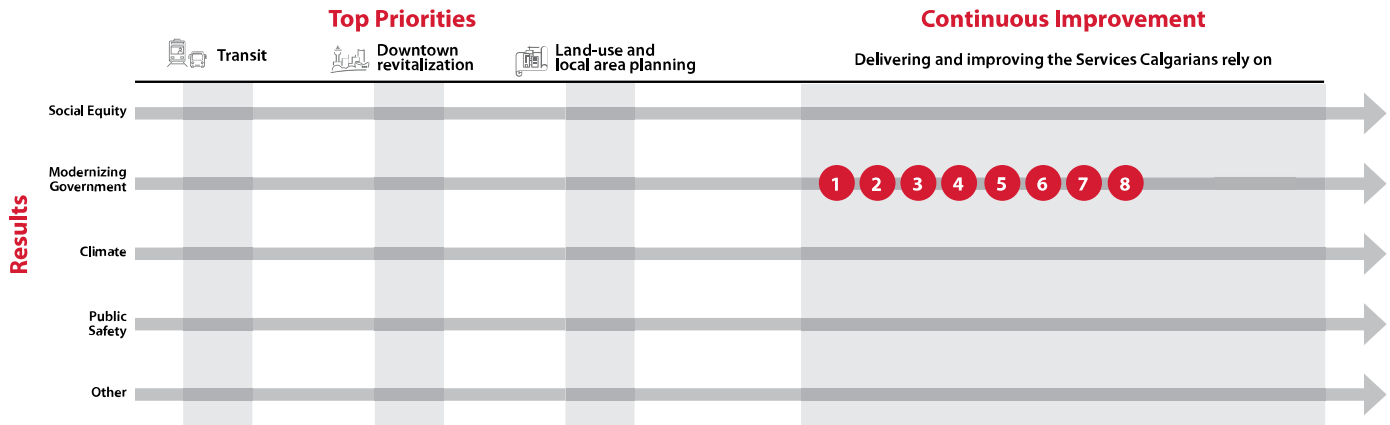 Top Priorities
Continuous Improvement
Transit
Downtown
revitalization
Land-use and
local area planning
Delivering and improving the Services Calgarians rely on
Results
Social Equity
Modernizing
Government
1 2 3 4 5 6 7 8
Climate
Public
Safety
Other